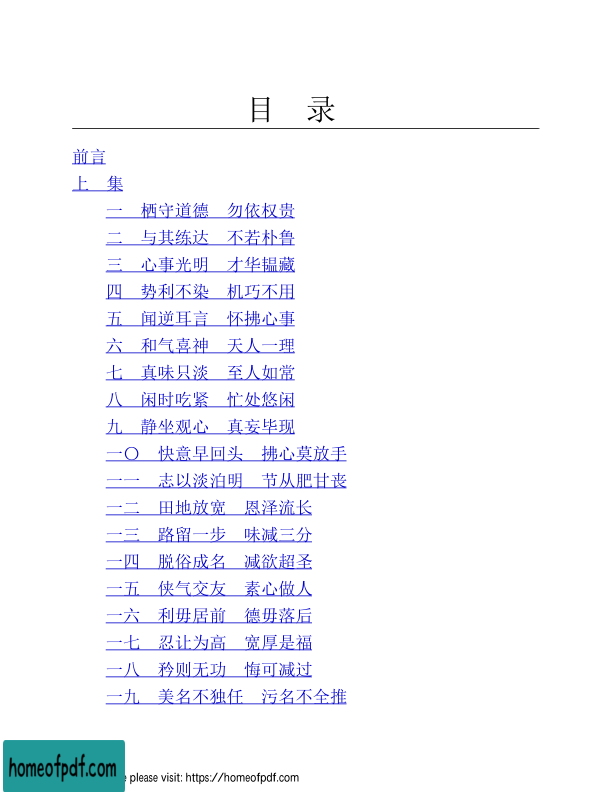 目　录
前言
上　集
一　栖守道德　勿依权贵
二　与其练达　不若朴鲁
三　心事光明　才华韫藏
四　势利不染　机巧不用
五　闻逆耳言　怀拂心事
六　和气喜神　天人一理
七　真味只淡　至人如常
八　闲时吃紧　忙处悠闲
九　静坐观心　真妄毕现
一〇　快意早回头　拂心莫放手
一一　志以淡泊明　节从肥甘丧
一二　田地放宽　恩泽流长
一三　路留一步　味减三分
一四　脱俗成名　减欲超圣
一五　侠气交友　素心做人
一六　利毋居前　德毋落后
一七　忍让为高　宽厚是福
一八　矜则无功　悔可减过
一九　美名不独任　污名不全推
homeofpdf.com
e please visit: https://homeofpdf.com